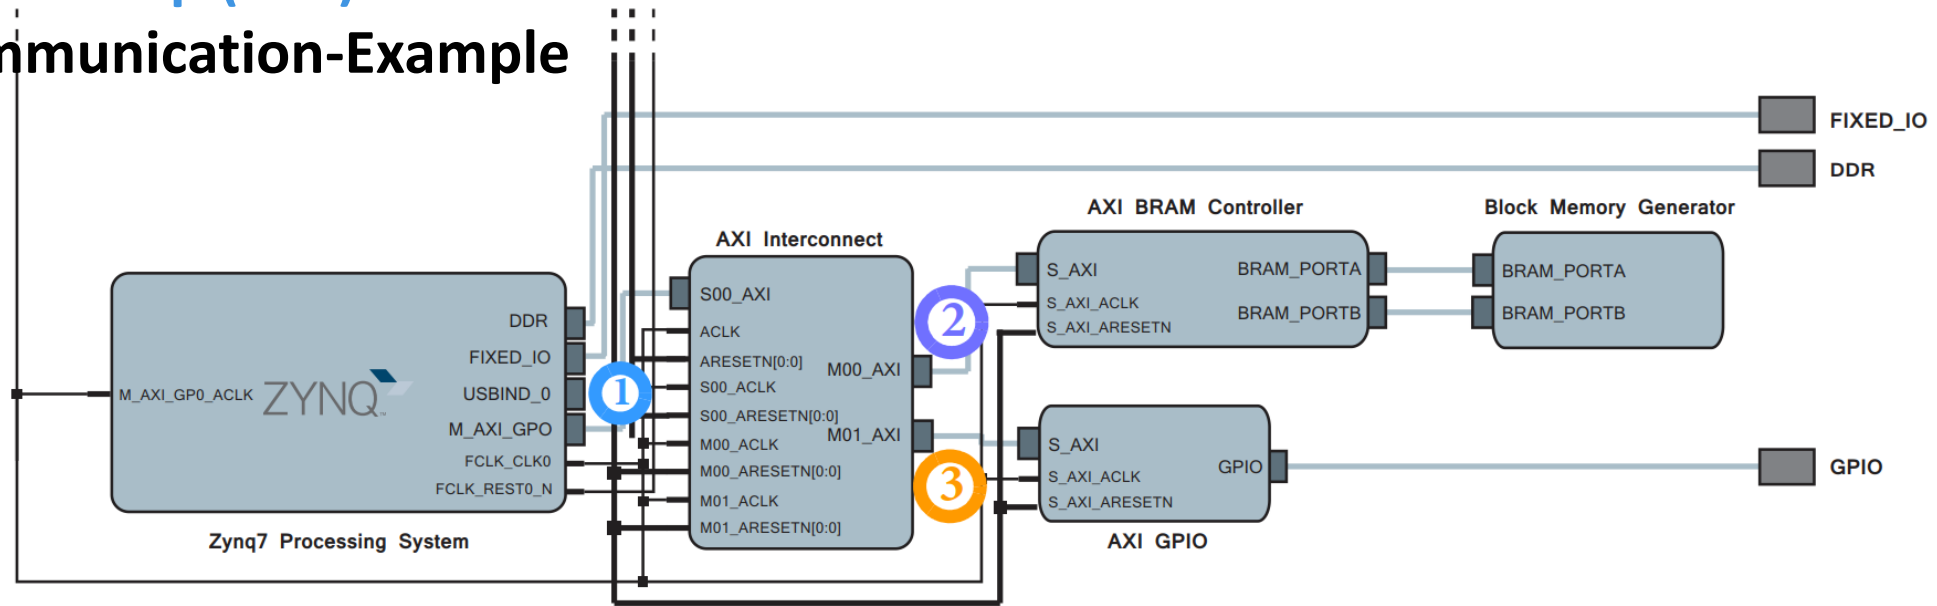 mmunication-Example
FIXED_IO
DDR
AXI BRAM Controller
Block Memory Generator
AXI Interconnect
S_AXI
S_AXI_ACLK
S_AXI_ARESETN
BRAM_PORTA
BRAM_PORTB
BRAM_PORTA
BRAM_PORTB
M_AXI_GP0_ACLK
ZYNQ
DDR
FIXED_IO
USBIND_0
M_AXI_GPO
FCLK_CLK0
FCLK_REST0_N
Zynq7 Processing System
1
S00_AXI
ACLK
ARESETN[0:0]
S00_ACLK
S00_ARESETN[0:0]
M00_ACLK
M00_ARESETN[0:0]
M01_ACLK
M01_ARESETN[0:0]
M00_AXI
M01_AXI
2
3
S_AXI
S_AXI_ACLK
S_AXI_ARESETN
GPIO
AXI GPIO
GPIO